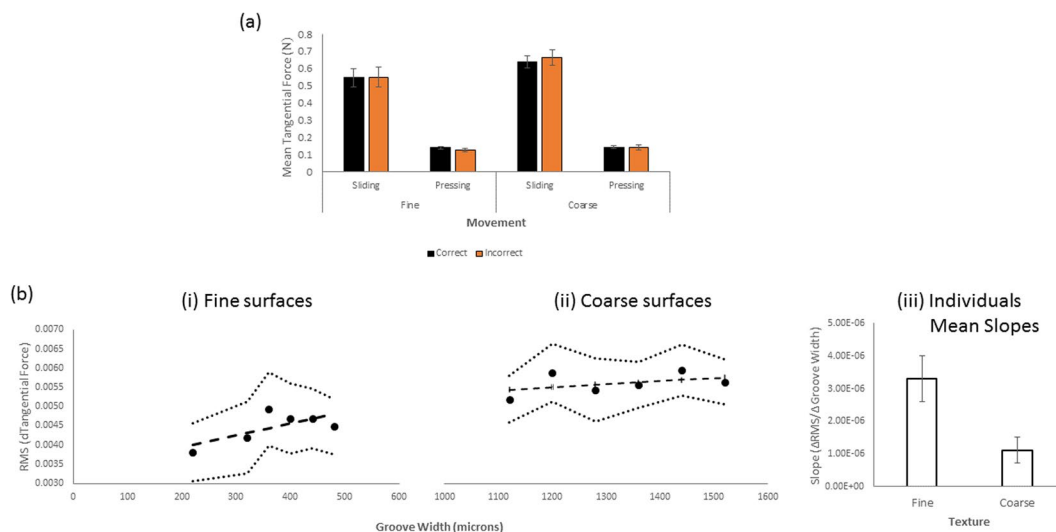 (a)
Mean Tangential Force (N)
0.8
0.7
0.6
0.5
0.4
0.3
0.2
0.1
0
Sliding Pressing Sliding Pressing
Fine Coarse
Movement
Correct Incorrect
(b)
(i) Fine surfaces
(ii) Coarse surfaces
(iii) Individuals
Mean Slopes
RMS (dTangential Force)
0.0070
0.0065
0.0060
0.0055
0.0050
0.0045
0.0040
0.0035
0.0030
0 100 200 300 400 500 600
1000 1100 1200 1300 1400 1500 1600
Groove Width (microns)
Slope (ΔRMS/Δ Groove Width)
5.00E-06
4.00E-06
3.00E-06
2.00E-06
1.00E-06
0.00E+00
Fine Coarse
Texture